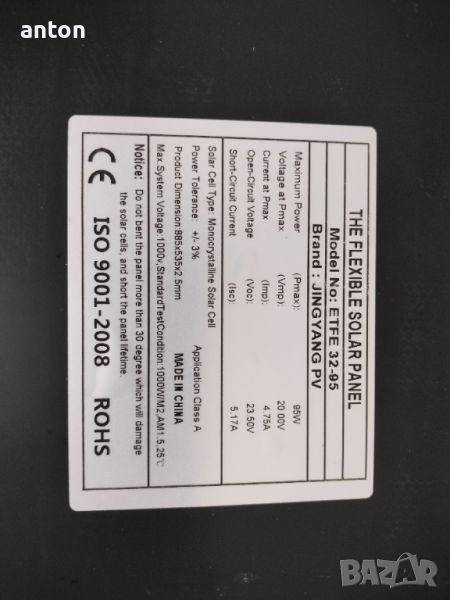 anton
THE FLEXIBLE SOLAR PANEL
Model No: ETFE 32-95
Brand : JINGYANG PV
Maximum Power (Pmax): 95W
Voltage at Pmax (Vmp): 20.00V
Current at Pmax (Imp): 4.75A
Open-Circuit Voltage (Voc): 23.50V
Short-Circuit Current (Isc): 5.17A
Solar Cell Type: Monocrystalline Solar Cell
Power Tolerance +/- 3% Application Class A
Product Dimension:885x535x2.5mm MADE IN CHINA
Max.System Voltage:1000v,StandardTestCondition:1000W/M2,AM1.5,25℃
Notice: Do not bent the panel more than 30 degree which will damage
the solar cells, and short the panel lifetime.
CE ISO 9001-2008 ROHS
BAZAR